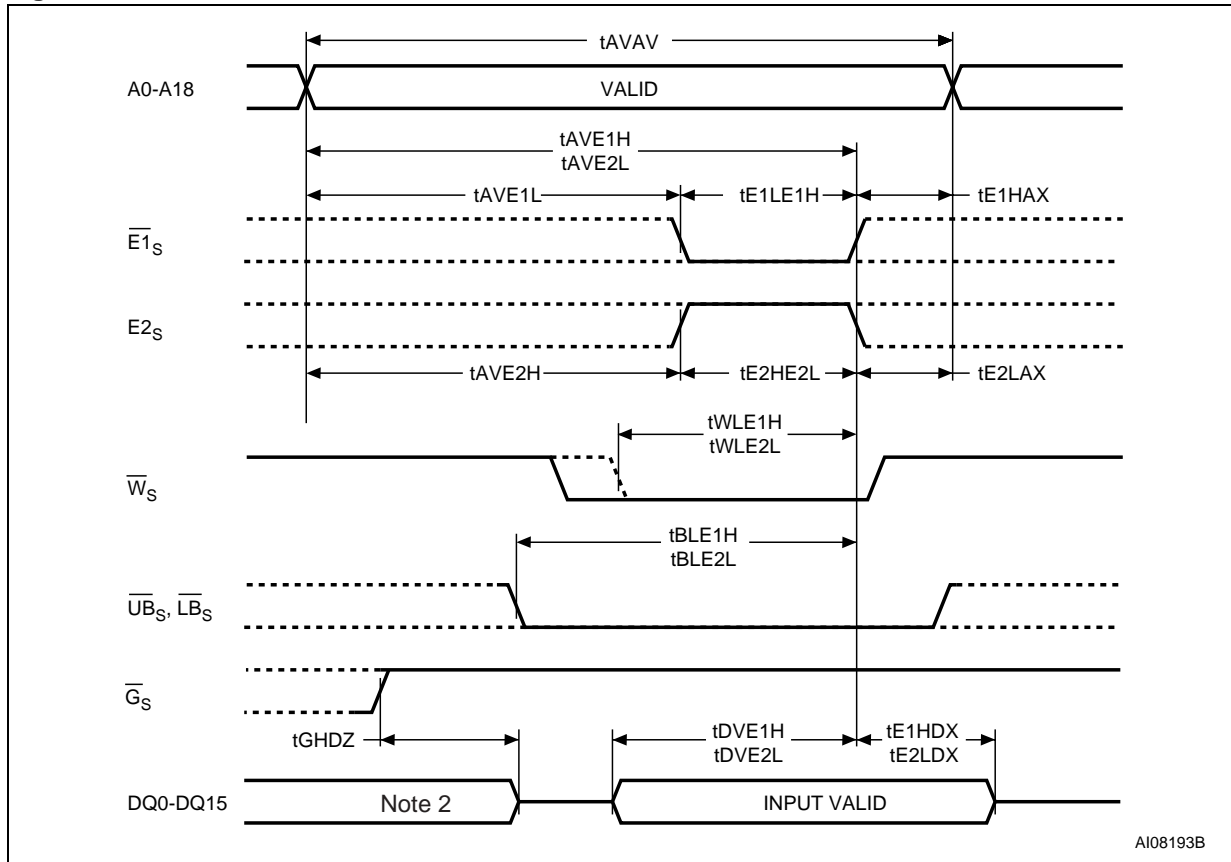 tAVAV
A0-A18 VALID
tAVE1H
tAVE2L
tAVE1L tE1LE1H tE1HAX
E1S
E2S
tAVE2H tE2HE2L tE2LAX
tWLE1H
tWLE2L
WS
tBLE1H
tBLE2L
UBS, LBS
GS
tGHDZ tDVE1H tE1HDX
tDVE2L tE2LDX
DQ0-DQ15 Note 2 INPUT VALID
AI08193B